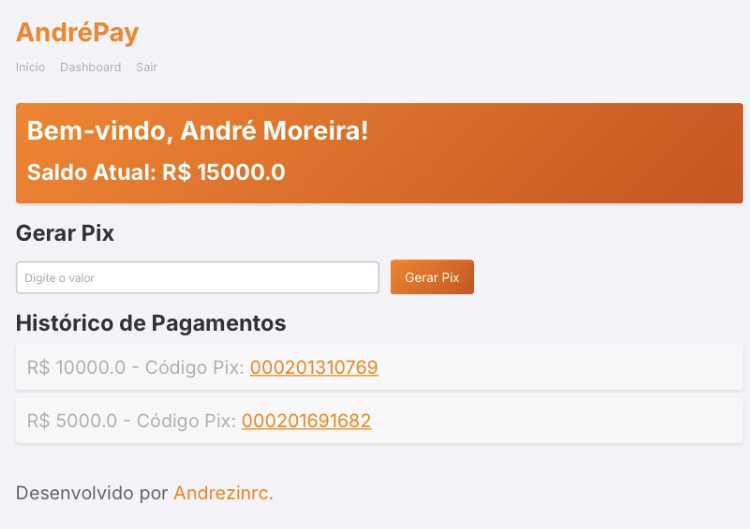 AndréPay
Início Dashboard Sair
Bem-vindo, André Moreira!
Saldo Atual: R$ 15000.0
Gerar Pix
Digite o valor Gerar Pix
Histórico de Pagamentos
R$ 10000.0 - Código Pix: 000201310769
R$ 5000.0 - Código Pix: 000201691682
Desenvolvido por Andrezinrc.